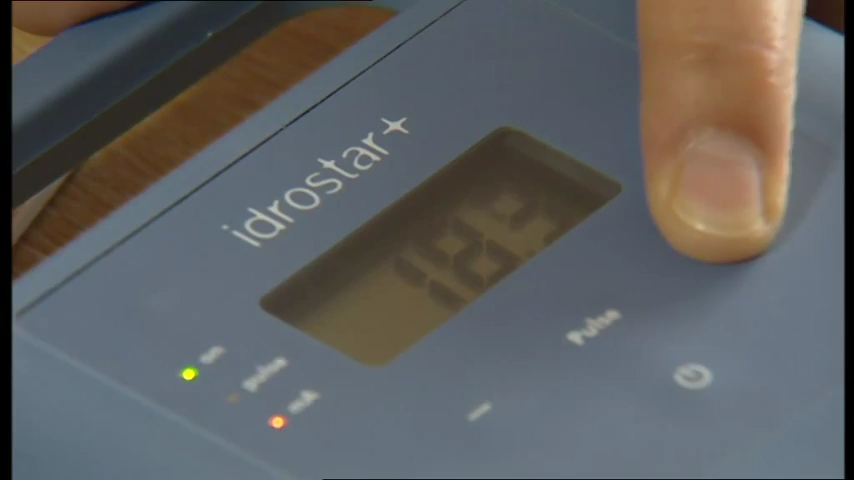 idrostar+
on
pulse
mA
Pulse